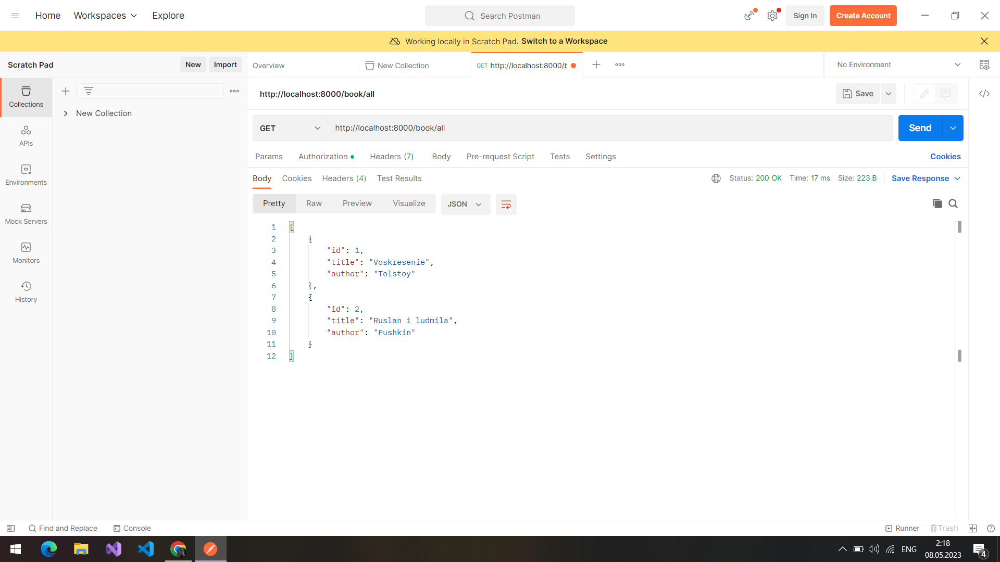 Home Workspaces Explore Search Postman Sign In Create Account
Working locally in Scratch Pad. Switch to a Workspace
Scratch Pad New Import Overview New Collection GET http://localhost:8000/b No Environment
Collections
New Collection
APIs
Environments
Mock Servers
Monitors
History
http://localhost:8000/book/all Save
GET http://localhost:8000/book/all Send
Params Authorization Headers (7) Body Pre-request Script Tests Settings Cookies
Body Cookies Headers (4) Test Results Status: 200 OK Time: 17 ms Size: 223 B Save Response
Pretty Raw Preview Visualize JSON
1 [
2 {
3 "id": 1,
4 "title": "Voskresenie",
5 "author": "Tolstoy"
6 },
7 {
8 "id": 2,
9 "title": "Ruslan i ludmila",
10 "author": "Pushkin"
11 }
12 ]
Find and Replace Console Runner Trash
ENG 2:18
08.05.2023 4